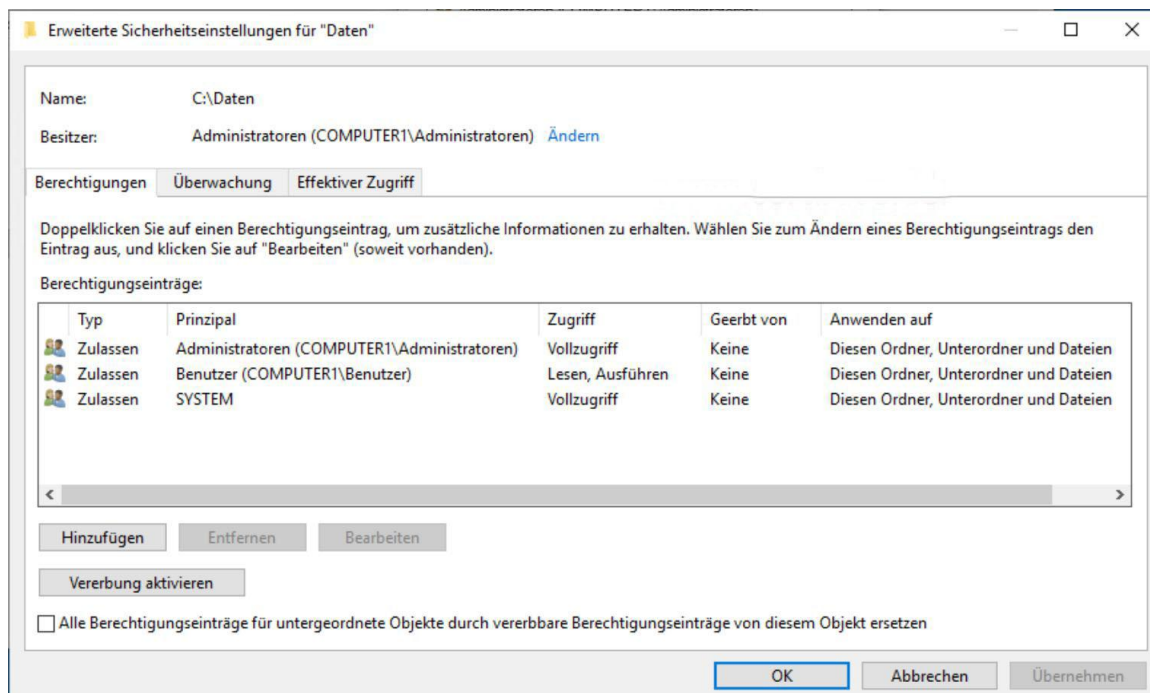 Erweiterte Sicherheitseinstellungen für "Daten"
Name: C:\Daten
Besitzer: Administratoren (COMPUTER1\Administratoren) Ändern
Berechtigungen Überwachung Effektiver Zugriff
Doppelklicken Sie auf einen Berechtigungseintrag, um zusätzliche Informationen zu erhalten. Wählen Sie zum Ändern eines Berechtigungseintrags den
Eintrag aus, und klicken Sie auf "Bearbeiten" (soweit vorhanden).
Berechtigungseinträge:
Typ Prinzipal Zugriff Geerbt von Anwenden auf
Zulassen Administratoren (COMPUTER1\Administratoren) Vollzugriff Keine Diesen Ordner, Unterordner und Dateien
Zulassen Benutzer (COMPUTER1\Benutzer) Lesen, Ausführen Keine Diesen Ordner, Unterordner und Dateien
Zulassen SYSTEM Vollzugriff Keine Diesen Ordner, Unterordner und Dateien
Hinzufügen Entfernen Bearbeiten
Vererbung aktivieren
Alle Berechtigungseinträge für untergeordnete Objekte durch vererbbare Berechtigungseinträge von diesem Objekt ersetzen
OK Abbrechen Übernehmen